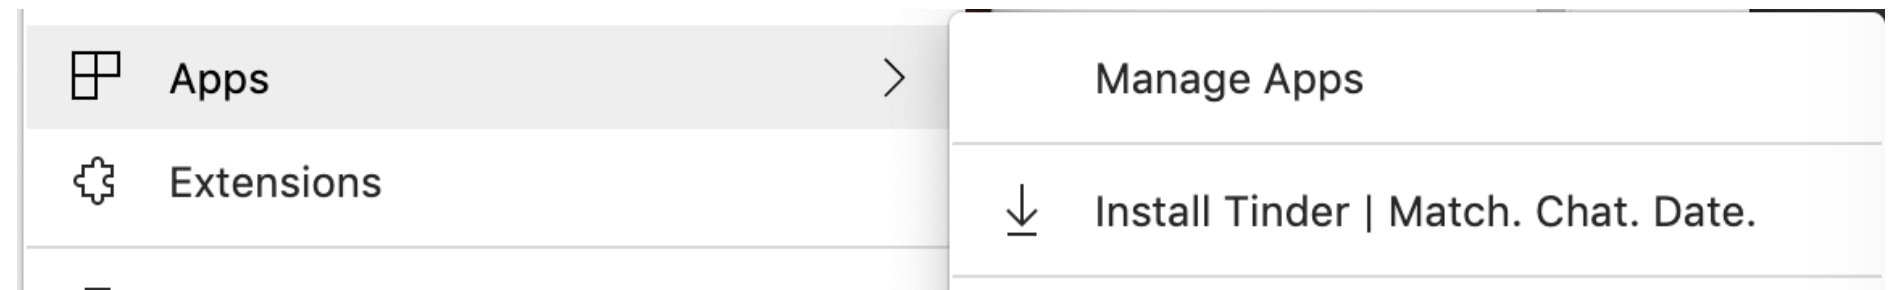 Apps
Extensions
Manage Apps
Install Tinder | Match. Chat. Date.